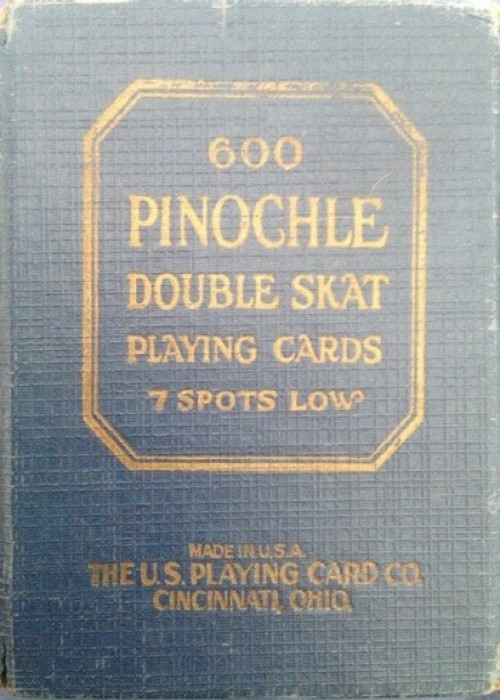 600
PINOCHLE
DOUBLE SKAT
PLAYING CARDS
7 SPOTS LOW
MADE IN U.S.A.
THE U.S. PLAYING CARD CO.
CINCINNATI, OHIO.